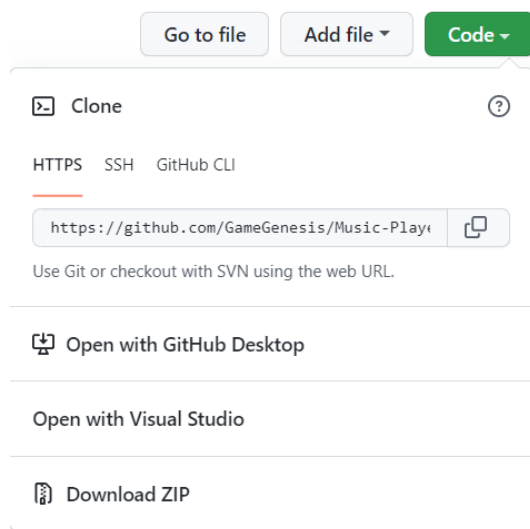 Go to file Add file Code
Clone
HTTPS SSH GitHub CLI
https://github.com/GameGenesis/Music-Playe
Use Git or checkout with SVN using the web URL.
Open with GitHub Desktop
Open with Visual Studio
Download ZIP